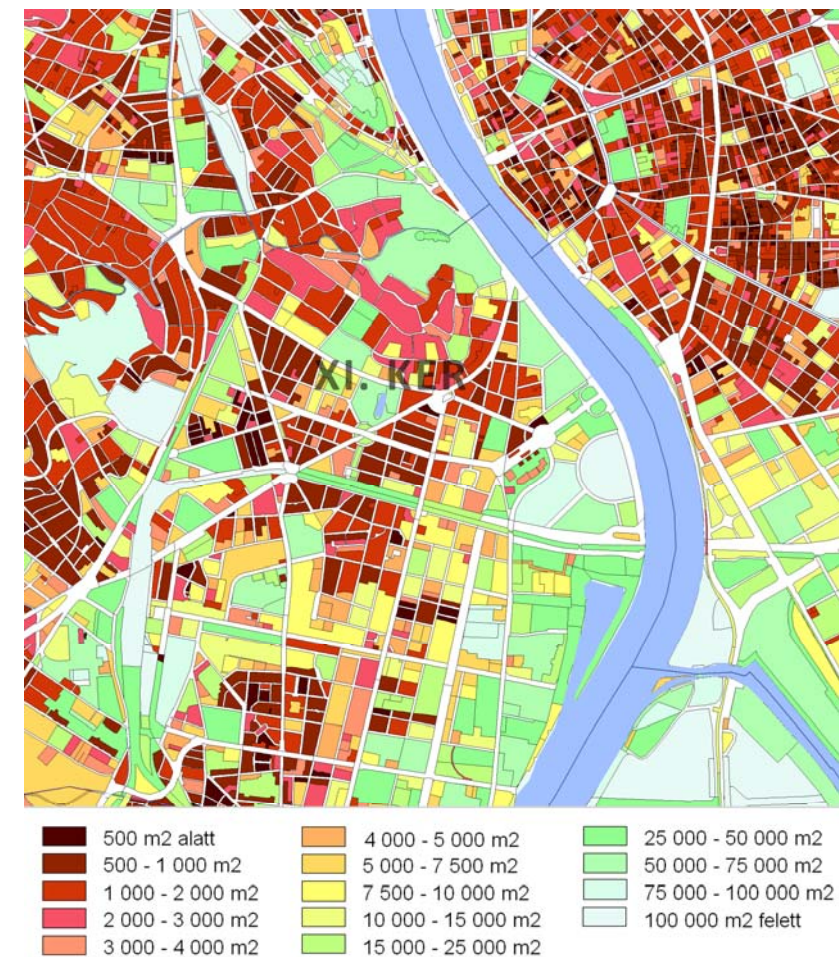 XI. KER
500 m2 alatt
500 - 1 000 m2
1 000 - 2 000 m2
2 000 - 3 000 m2
3 000 - 4 000 m2
4 000 - 5 000 m2
5 000 - 7 500 m2
7 500 - 10 000 m2
10 000 - 15 000 m2
15 000 - 25 000 m2
25 000 - 50 000 m2
50 000 - 75 000 m2
75 000 - 100 000 m2
100 000 m2 felett